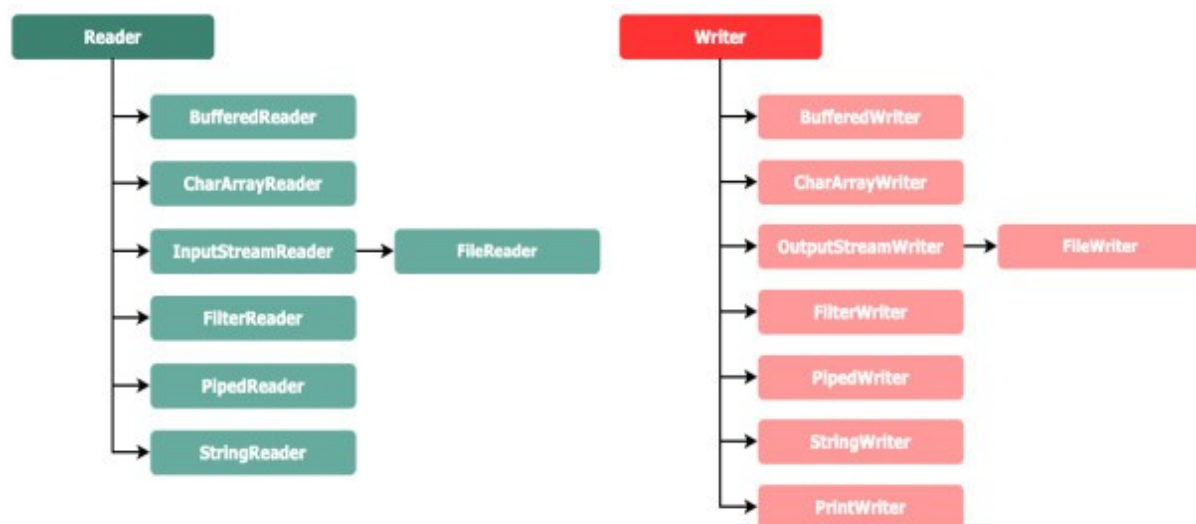 Reader
BufferedReader
CharArrayReader
InputStreamReader
FileReader
FilterReader
PipedReader
StringReader
Writer
BufferedWriter
CharArrayWriter
OutputStreamWriter
FileWriter
FilterWriter
PipedWriter
StringWriter
PrintWriter